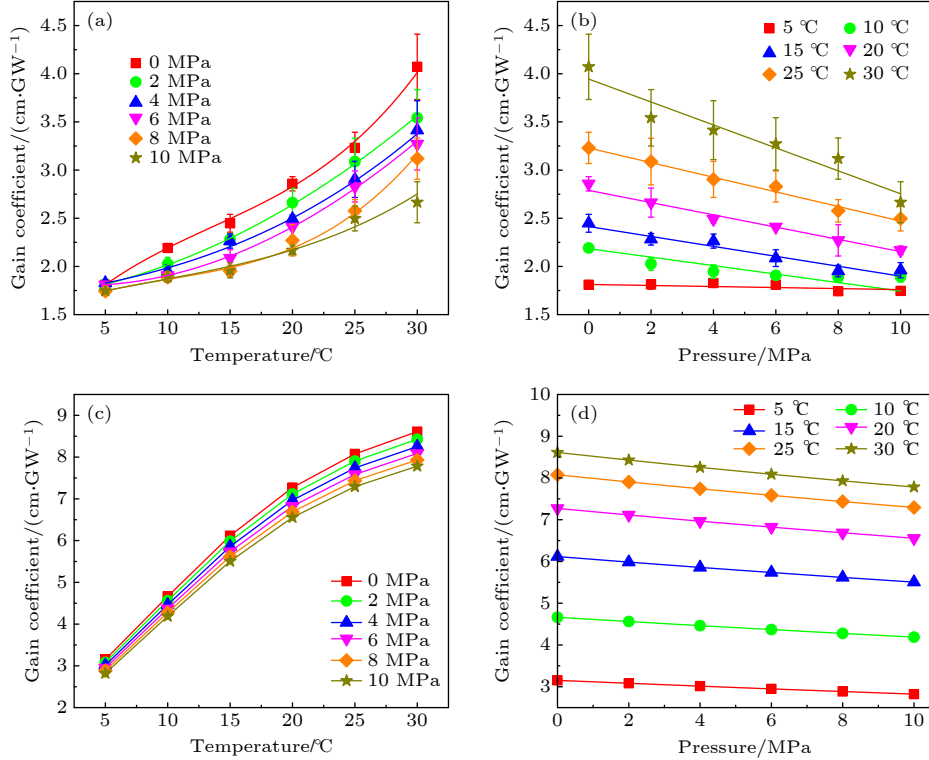 (a)
Gain coefficient/(cm·GW⁻¹)
4.5
4.0
3.5
3.0
2.5
2.0
1.5
0 MPa
2 MPa
4 MPa
6 MPa
8 MPa
10 MPa
5 10 15 20 25 30
Temperature/℃
(b)
Gain coefficient/(cm·GW⁻¹)
4.5
4.0
3.5
3.0
2.5
2.0
1.5
5 ℃ 10 ℃
15 ℃ 20 ℃
25 ℃ 30 ℃
0 2 4 6 8 10
Pressure/MPa
(c)
Gain coefficient/(cm·GW⁻¹)
9
8
7
6
5
4
3
2
0 MPa
2 MPa
4 MPa
6 MPa
8 MPa
10 MPa
5 10 15 20 25 30
Temperature/℃
(d)
Gain coefficient/(cm·GW⁻¹)
10
9
8
7
6
5
4
3
5 ℃ 10 ℃
15 ℃ 20 ℃
25 ℃ 30 ℃
0 2 4 6 8 10
Pressure/MPa